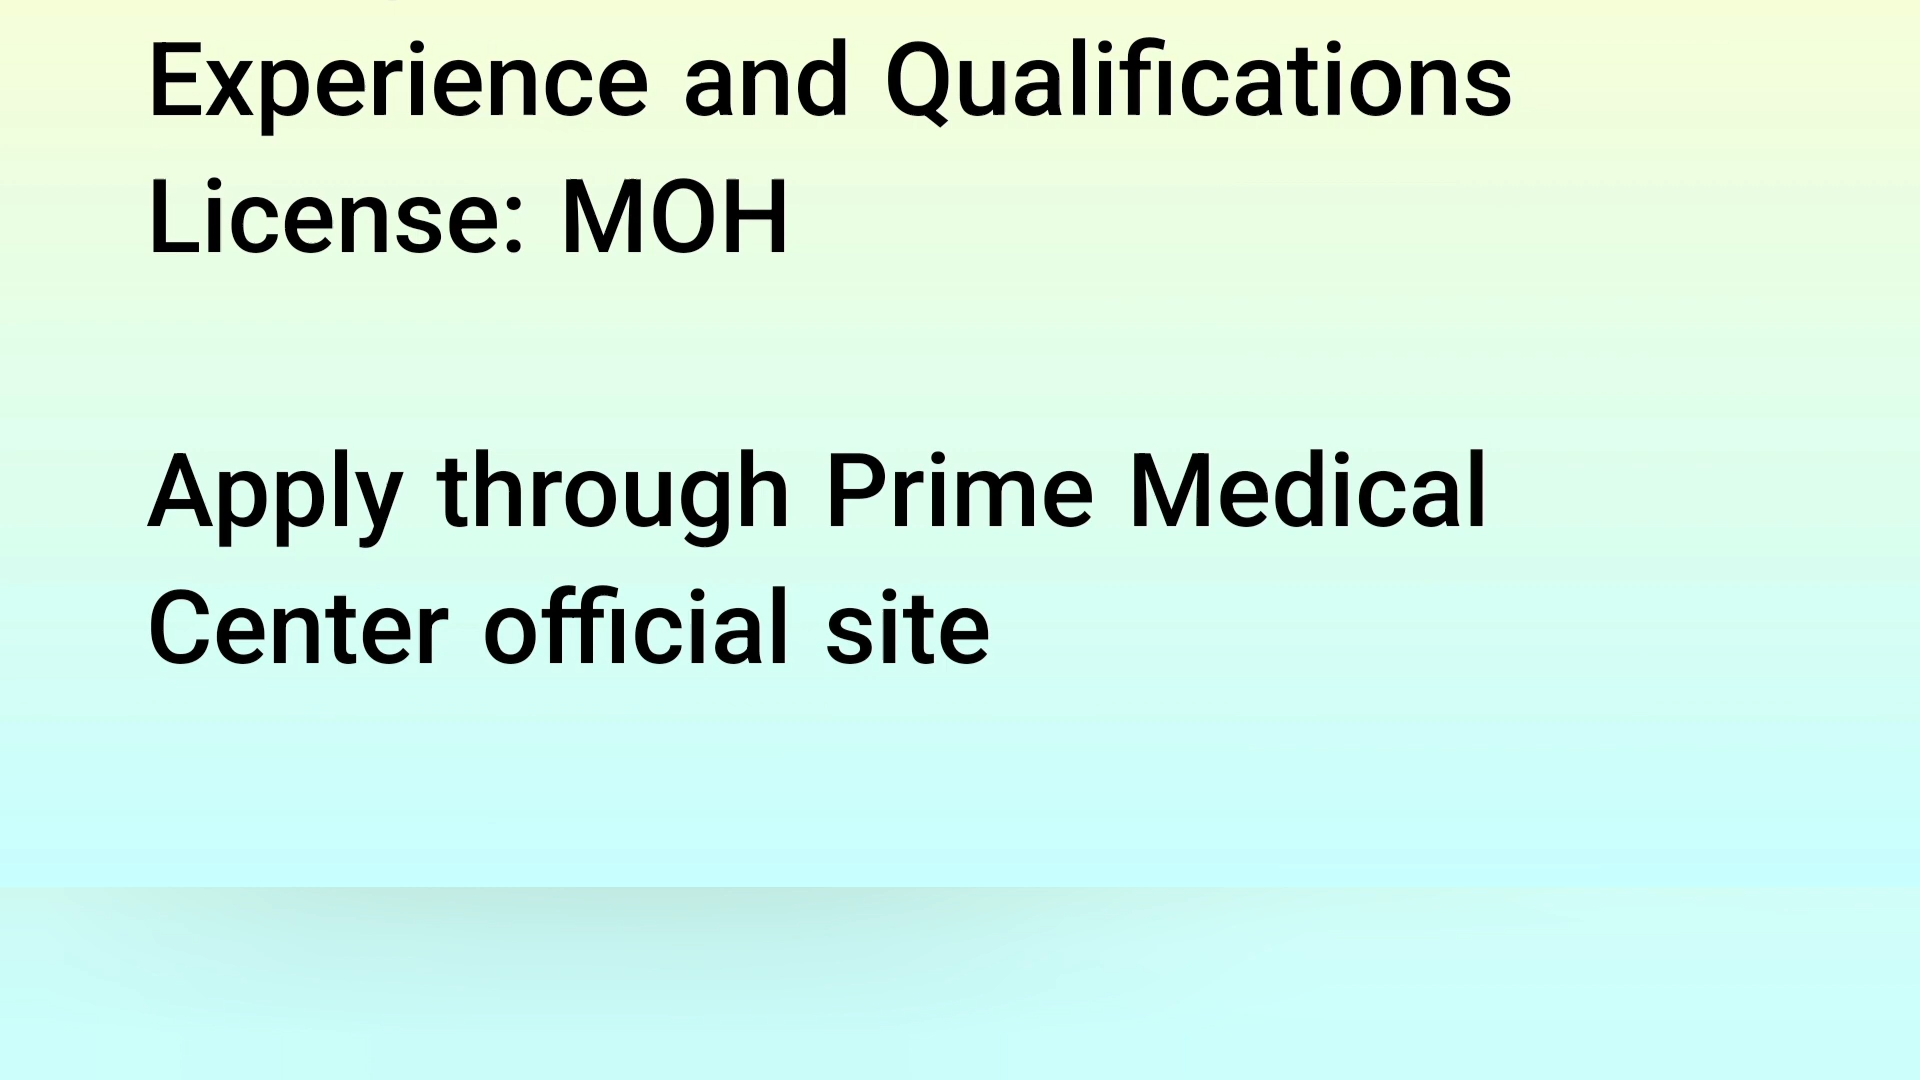 Experience and Qualifications
License: MOH
Apply through Prime Medical
Center official site